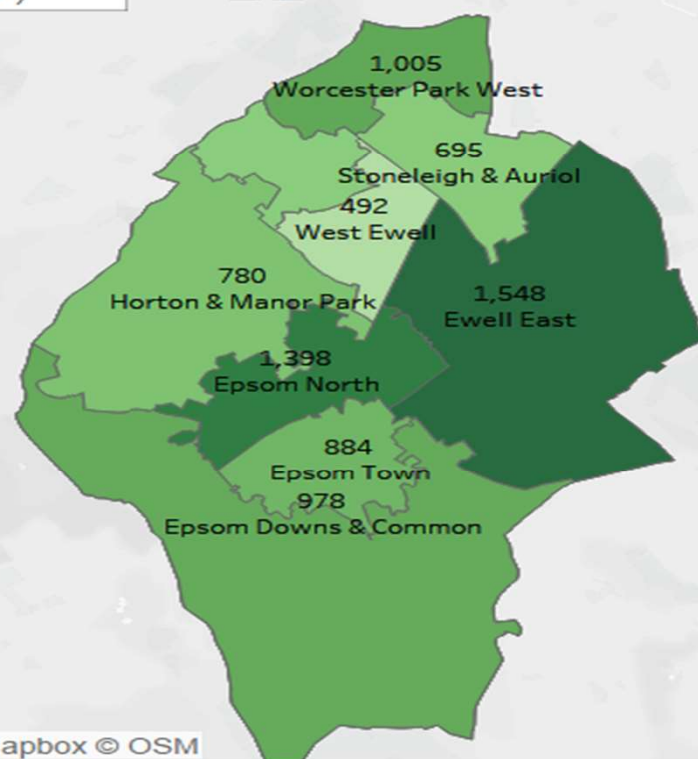 1,005
Worcester Park West
695
Stoneleigh & Auriol
492
West Ewell
780
Horton & Manor Park
1,548
Ewell East
1,398
Epsom North
884
Epsom Town
978
Epsom Downs & Common
apbox © OSM